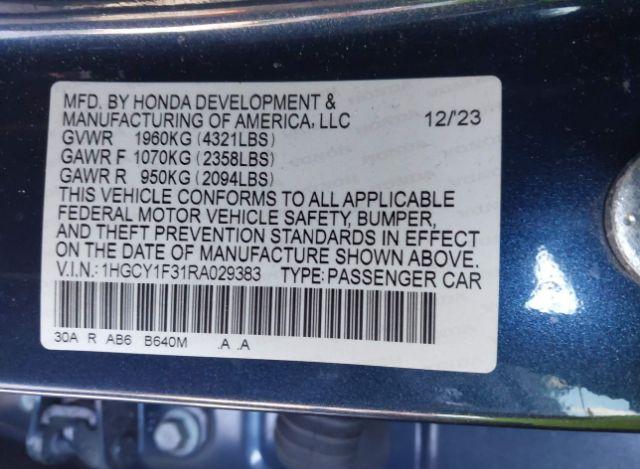 MFD. BY HONDA DEVELOPMENT &
MANUFACTURING OF AMERICA, LLC 12/'23
GVWR 1960KG (4321LBS)
GAWR F 1070KG (2358LBS)
GAWR R 950KG (2094LBS)
THIS VEHICLE CONFORMS TO ALL APPLICABLE
FEDERAL MOTOR VEHICLE SAFETY, BUMPER,
AND THEFT PREVENTION STANDARDS IN EFFECT
ON THE DATE OF MANUFACTURE SHOWN ABOVE.
V.I.N.: 1HGCY1F31RA029383 TYPE: PASSENGER CAR
30A R AB6 B640M .A .A